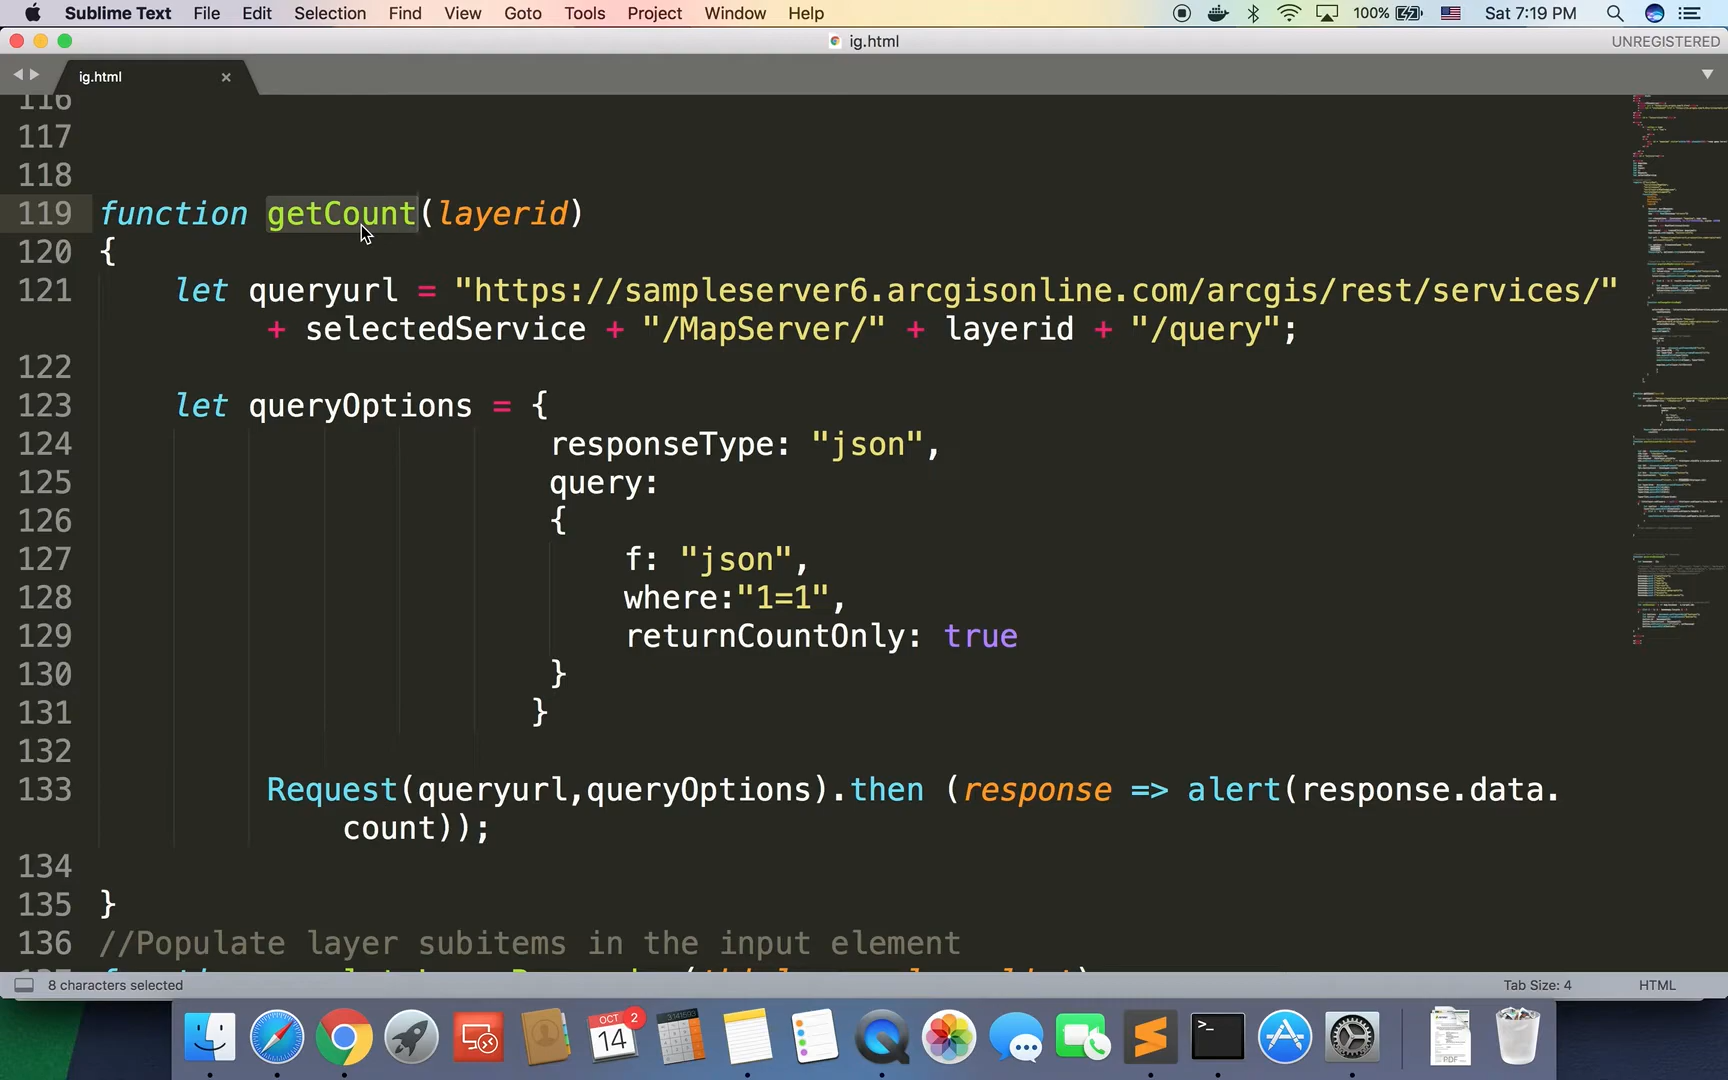 Sublime Text File Edit Selection Find View Goto Tools Project Window Help 100% Sat 7:19 PM
ig.html UNREGISTERED
ig.html
116
117
118
119 function getCount(layerid)
120 {
121 let queryurl = "https://sampleserver6.arcgisonline.com/arcgis/rest/services/"
+ selectedService + "/MapServer/" + layerid + "/query";
122
123 let queryOptions = {
124 responseType: "json",
125 query:
126 {
127 f: "json",
128 where:"1=1",
129 returnCountOnly: true
130 }
131 }
132
133 Request(queryurl,queryOptions).then (response => alert(response.data.
count));
134
135 }
136 //Populate layer subitems in the input element
8 characters selected Tab Size: 4 HTML
OCT 2
14
3.141593
>_
PDF